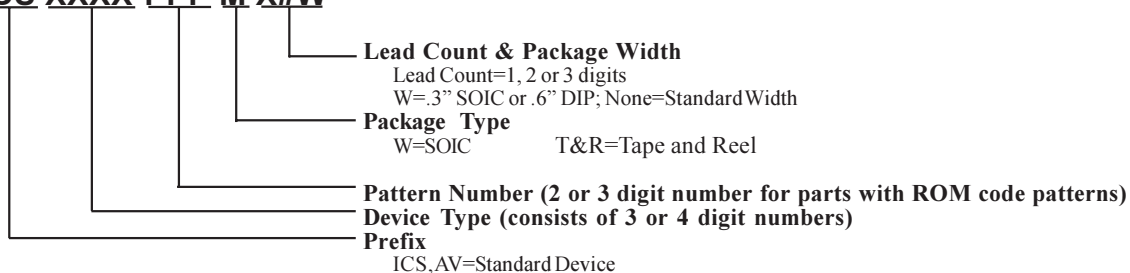 Lead Count & Package Width
Lead Count=1, 2 or 3 digits
W=.3” SOIC or .6” DIP; None=Standard Width
Package Type
W=SOIC T&R=Tape and Reel
Pattern Number (2 or 3 digit number for parts with ROM code patterns)
Device Type (consists of 3 or 4 digit numbers)
Prefix
ICS, AV=Standard Device